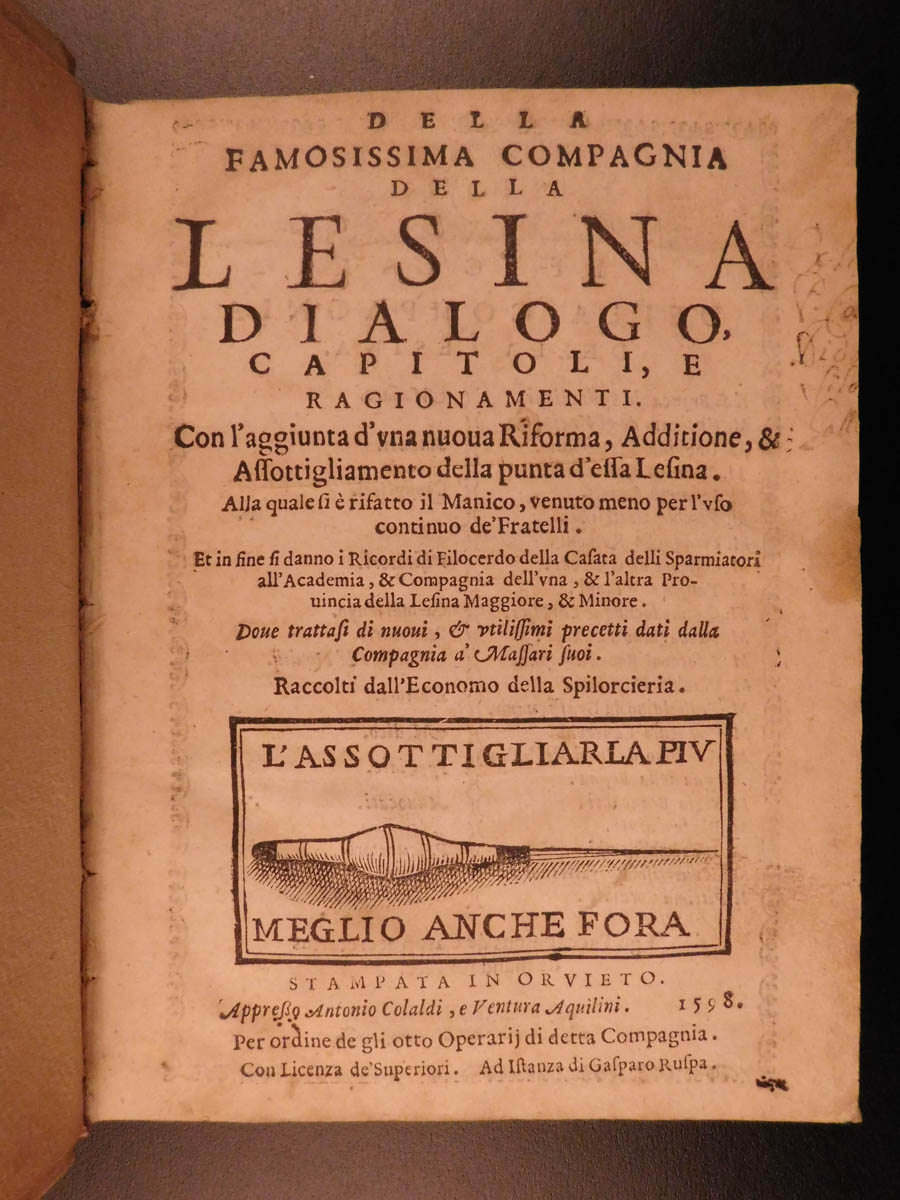 DELLA
FAMOSISSIMA COMPAGNIA
DELLA
LESINA
DIALOGO,
CAPITOLI, E
RAGIONAMENTI.
Con l'aggiunta d'vna nuoua Riforma, Additione, &
Aſſottigliamento della punta d'eſſa Leſina.
Alla quale ſi è rifatto il Manico, venuto meno per l'vſo
continuo de' Fratelli.
Et in fine ſi danno i Ricordi di Filocerdo della Caſata delli Sparmiatori
all'Academia, & Compagnia dell'vna, & l'altra Pro-
uincia della Leſina Maggiore, & Minore.
Doue trattaſi di nuoui, & vtiliſſimi precetti dati dalla
Compagnia a' Maſſari ſuoi.
Raccolti dall'Economo della Spilorcieria.
L'ASSOTTIGLIARLA PIV
MEGLIO ANCHE FORA
STAMPATA IN ORVIETO.
Appreſſo Antonio Colaldi, e Ventura Aquilini. 1598.
Per ordine de gli otto Operarij di detta Compagnia.
Con Licenza de' Superiori. Ad Iſtanza di Gaſparo Ruſpa.